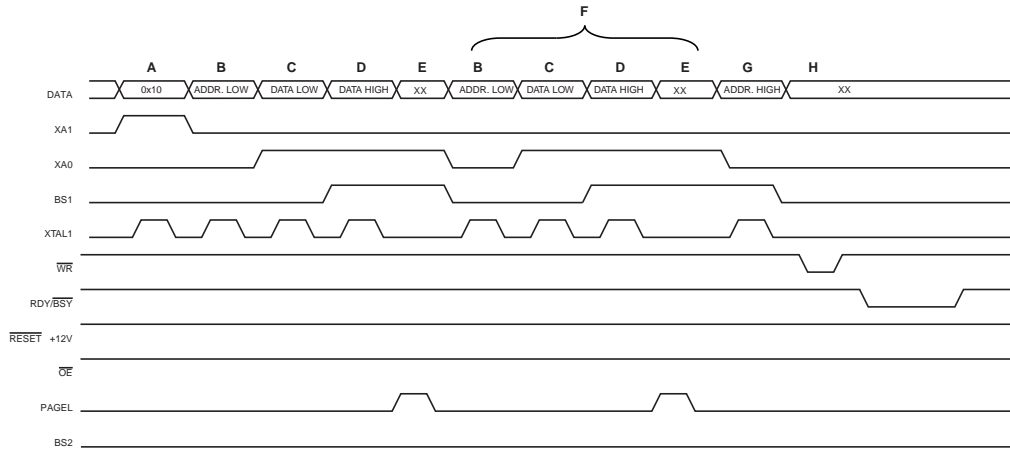 F
A B C D E B C D E G H
DATA 0x10 ADDR. LOW DATA LOW DATA HIGH XX ADDR. LOW DATA LOW DATA HIGH XX ADDR. HIGH XX
XA1
XA0
BS1
XTAL1
WR
RDY/BSY
RESET +12V
OE
PAGEL
BS2